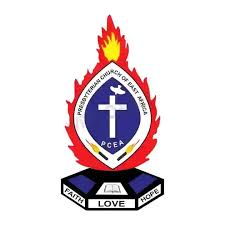 PRESBYTERIAN CHURCH OF EAST AFRICA
PCEA
FAITH
LOVE
HOPE